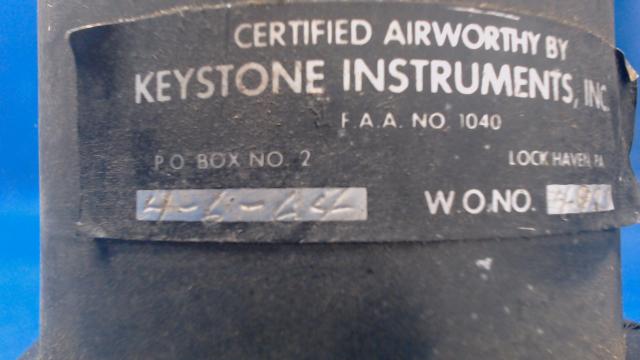 CERTIFIED AIRWORTHY BY
KEYSTONE INSTRUMENTS, INC.
F.A.A. NO. 1040
P.O. BOX NO. 2 LOCK HAVEN, PA
W.O.NO.